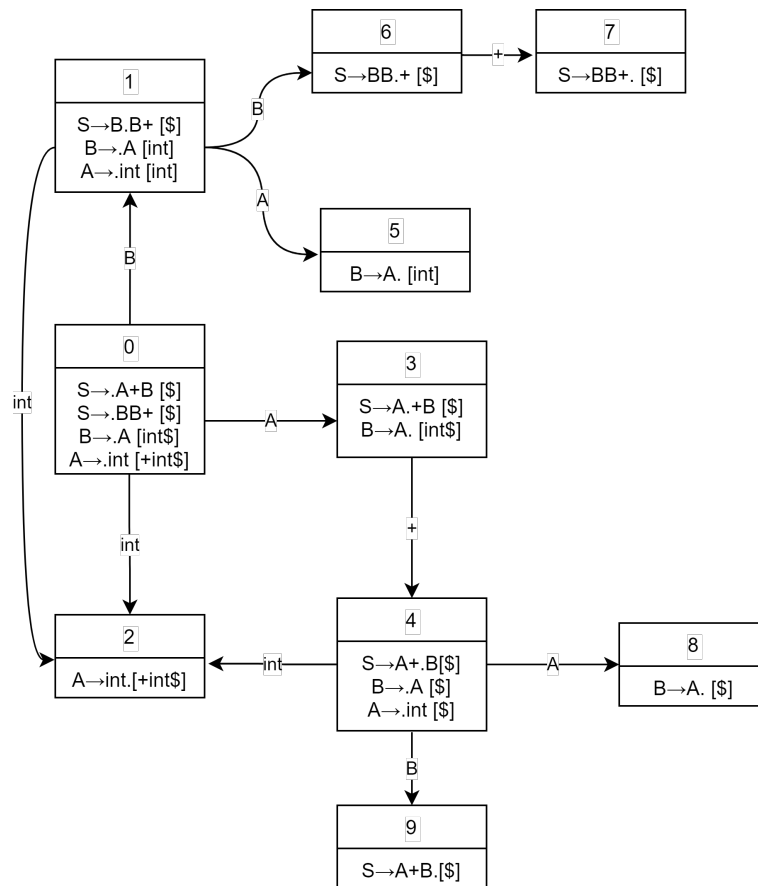 6
S→BB.+ [$]
+
7
S→BB+. [$]
1
S→B.B+ [$]
B→.A [int]
A→.int [int]
B
A
5
B→A. [int]
B
0
S→.A+B [$]
S→.BB+ [$]
B→.A [int$]
A→.int [+int$]
int
A
3
S→A.+B [$]
B→A. [int$]
int
+
2
A→int.[+int$]
int
4
S→A+.B[$]
B→.A [$]
A→.int [$]
A
8
B→A. [$]
B
9
S→A+B.[$]